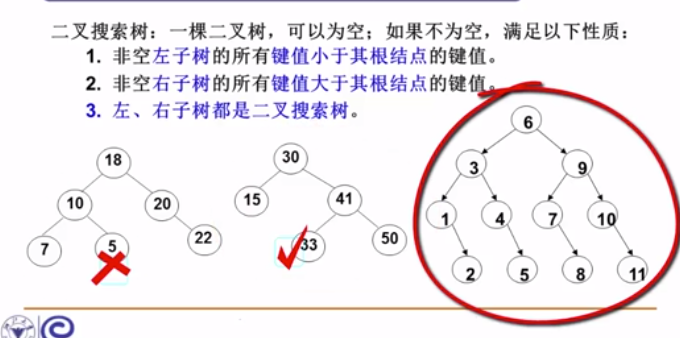 二叉搜索树：一棵二叉树，可以为空；如果不为空，满足以下性质：
1. 非空左子树的所有键值小于其根结点的键值。
2. 非空右子树的所有键值大于其根结点的键值。
3. 左、右子树都是二叉搜索树。
18
10 20
7 5 22
30
15 41
33 50
6
3 9
1 4 7 10
2 5 8 11